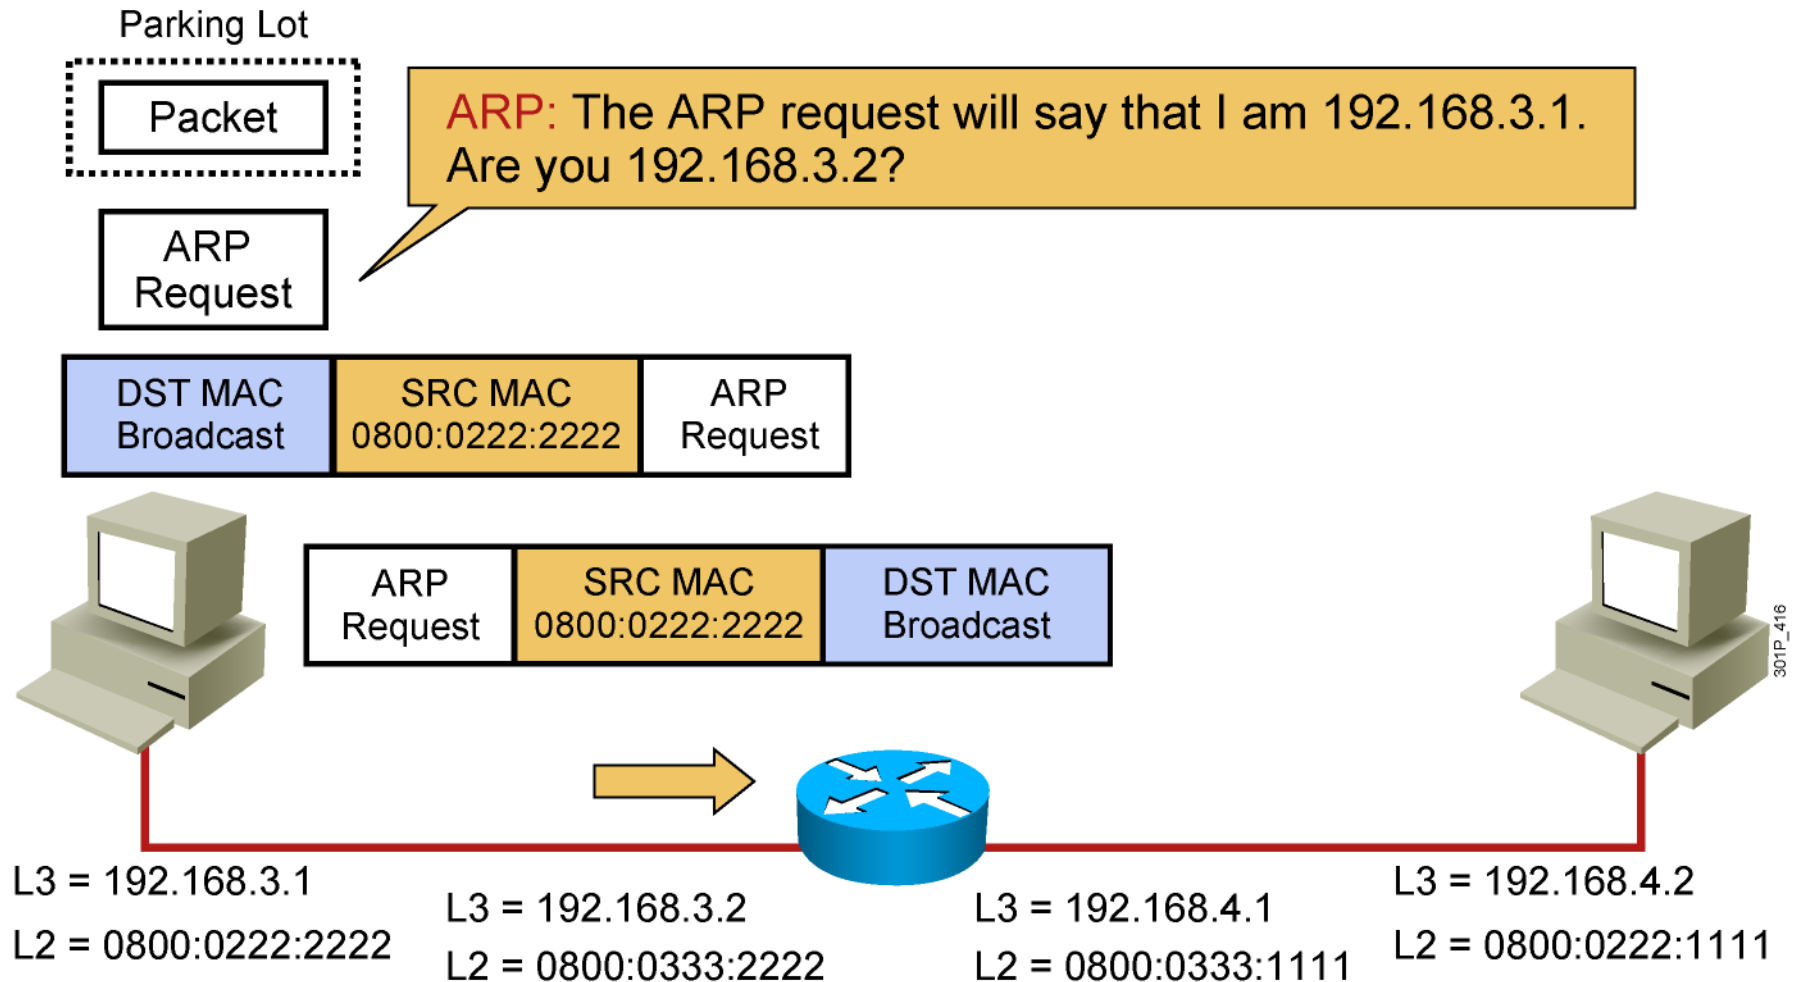 Parking Lot
Packet
ARP: The ARP request will say that I am 192.168.3.1.
Are you 192.168.3.2?
ARP
Request
DST MAC
Broadcast
SRC MAC
0800:0222:2222
ARP
Request
ARP
Request
SRC MAC
0800:0222:2222
DST MAC
Broadcast
301P_416
L3 = 192.168.3.1
L2 = 0800:0222:2222
L3 = 192.168.3.2
L2 = 0800:0333:2222
L3 = 192.168.4.1
L2 = 0800:0333:1111
L3 = 192.168.4.2
L2 = 0800:0222:1111